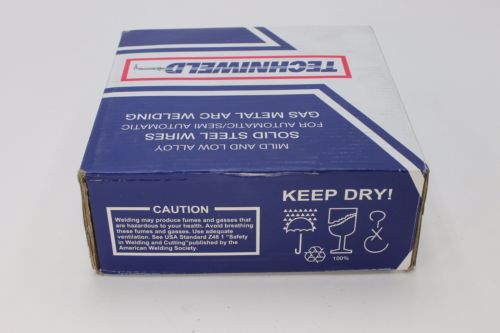 TECHNIWELD
GAS METAL ARC WELDING
FOR AUTOMATIC/SEMI AUTOMATIC
SOLID STEEL WIRES
MILD AND LOW ALLOY
KEEP DRY!
100%
CAUTION
Welding may produce fumes and gasses that
are hazardous to your health. Avoid breathing
these fumes and gasses. Use adequate
ventilation. See USA Standard Z48 1 "Safety
in Welding and Cutting"published by the
American Welding Society.